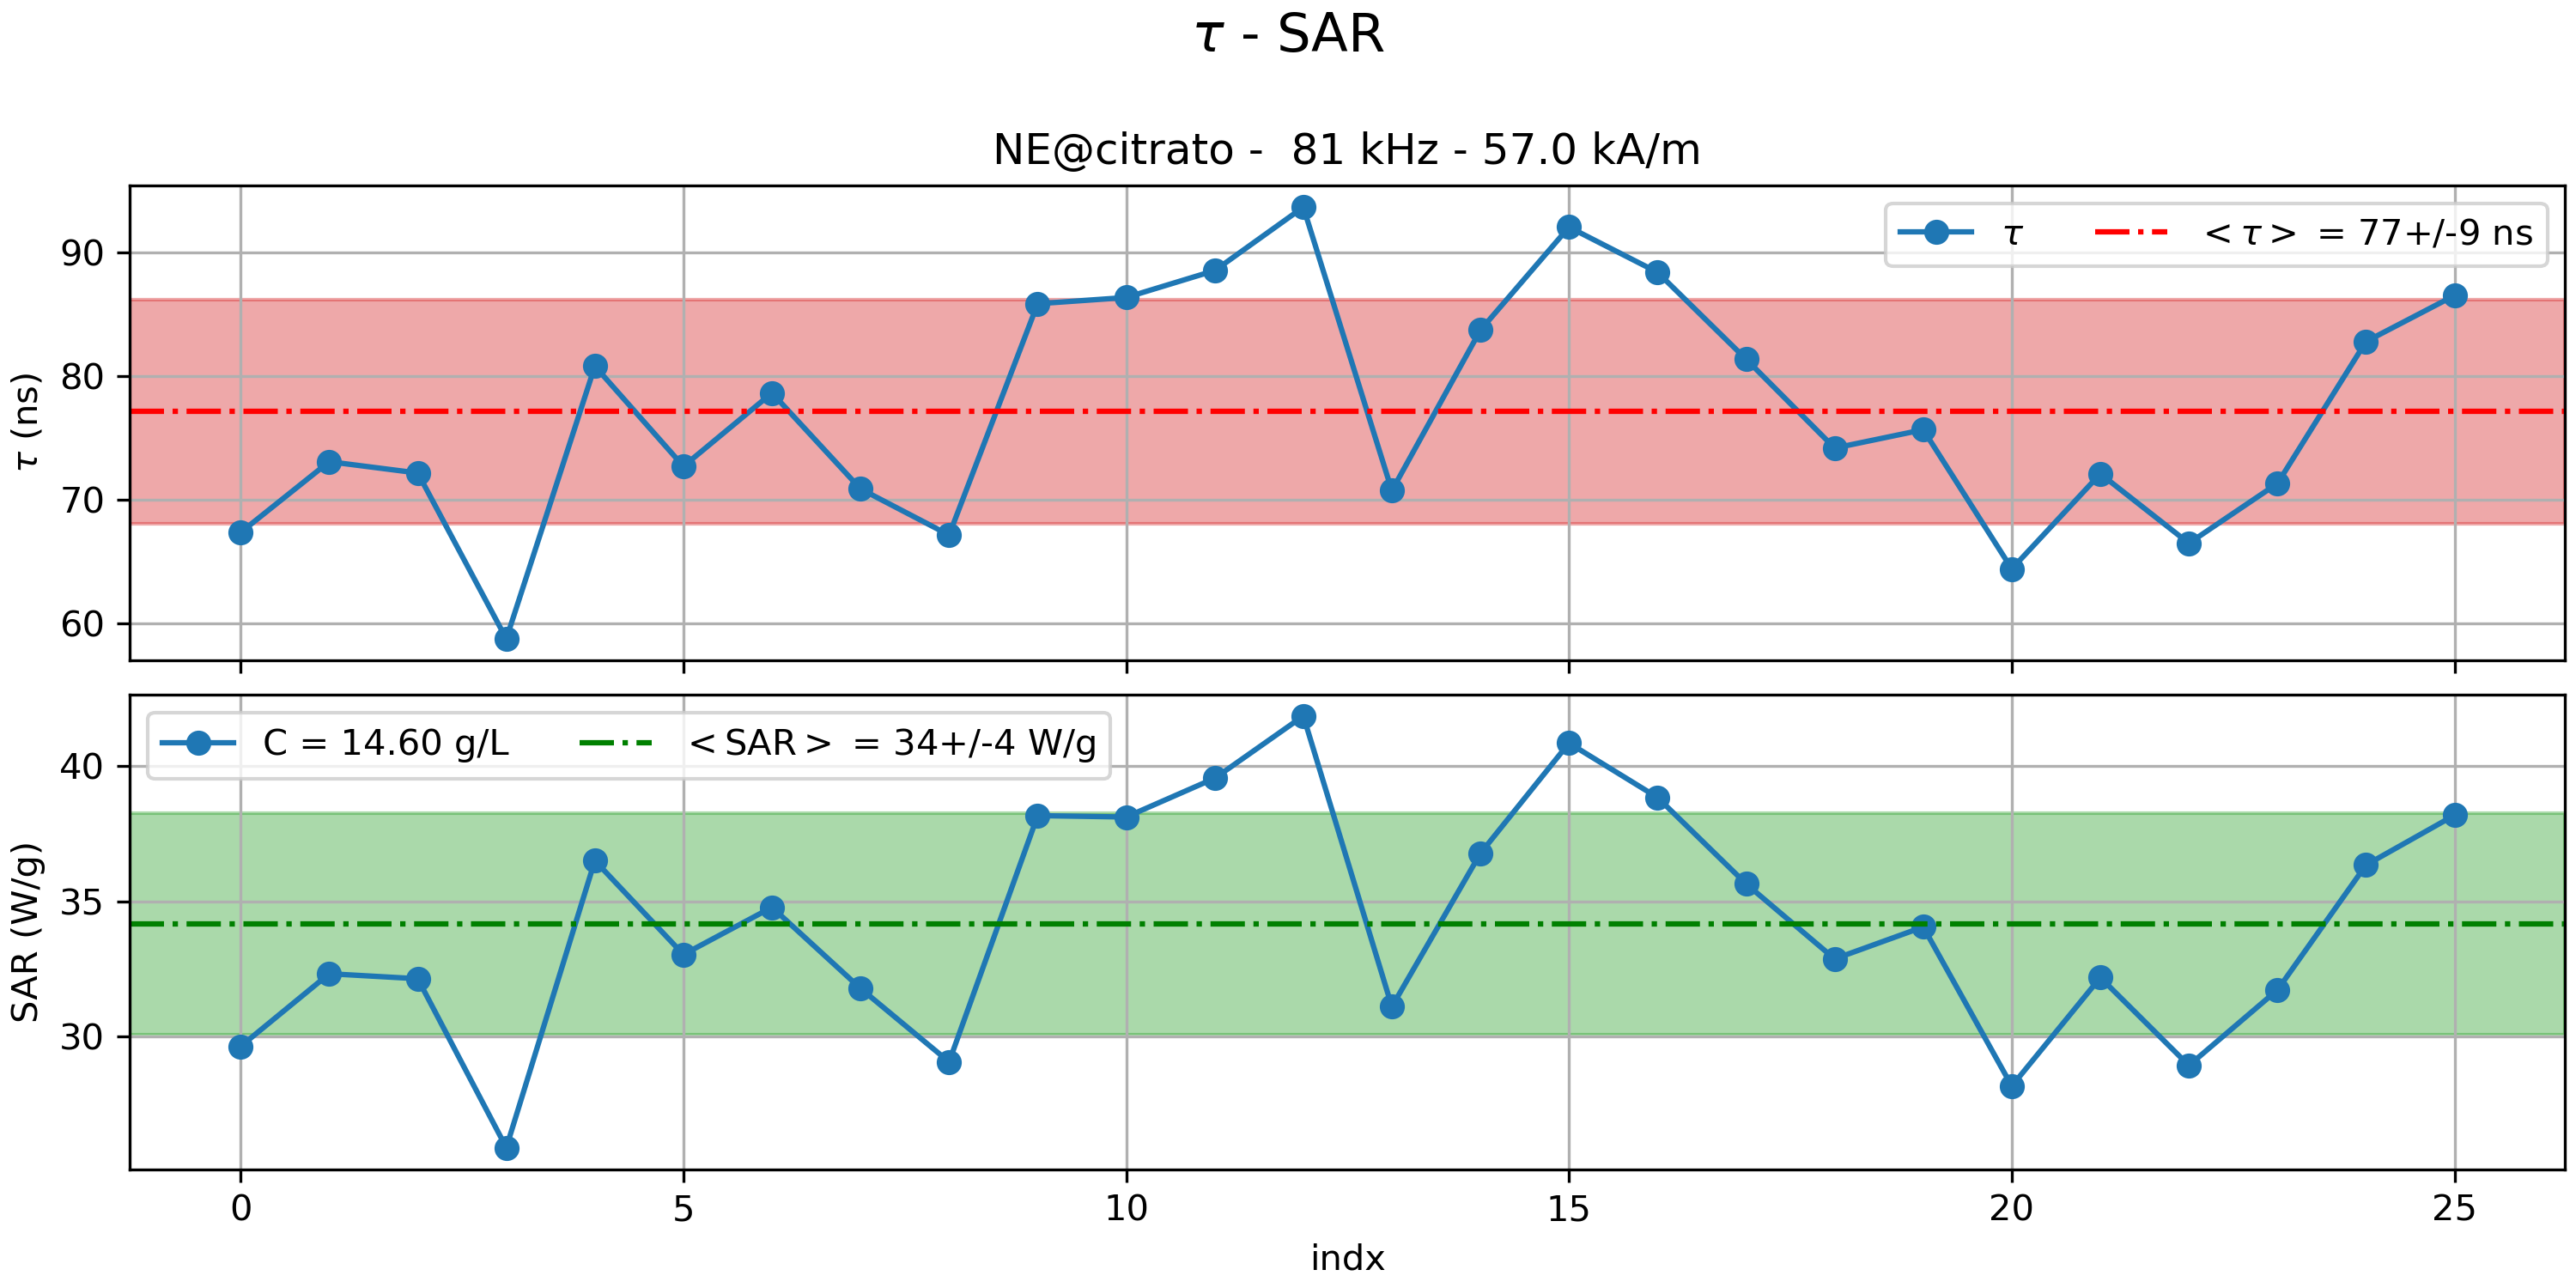 τ - SAR
NE@citrato -  81 kHz - 57.0 kA/m
τ
<τ> = 77+/-9 ns
90
80
70
60
τ (ns)
C = 14.60 g/L
<SAR> = 34+/-4 W/g
40
35
30
SAR (W/g)
0 5 10 15 20 25
indx